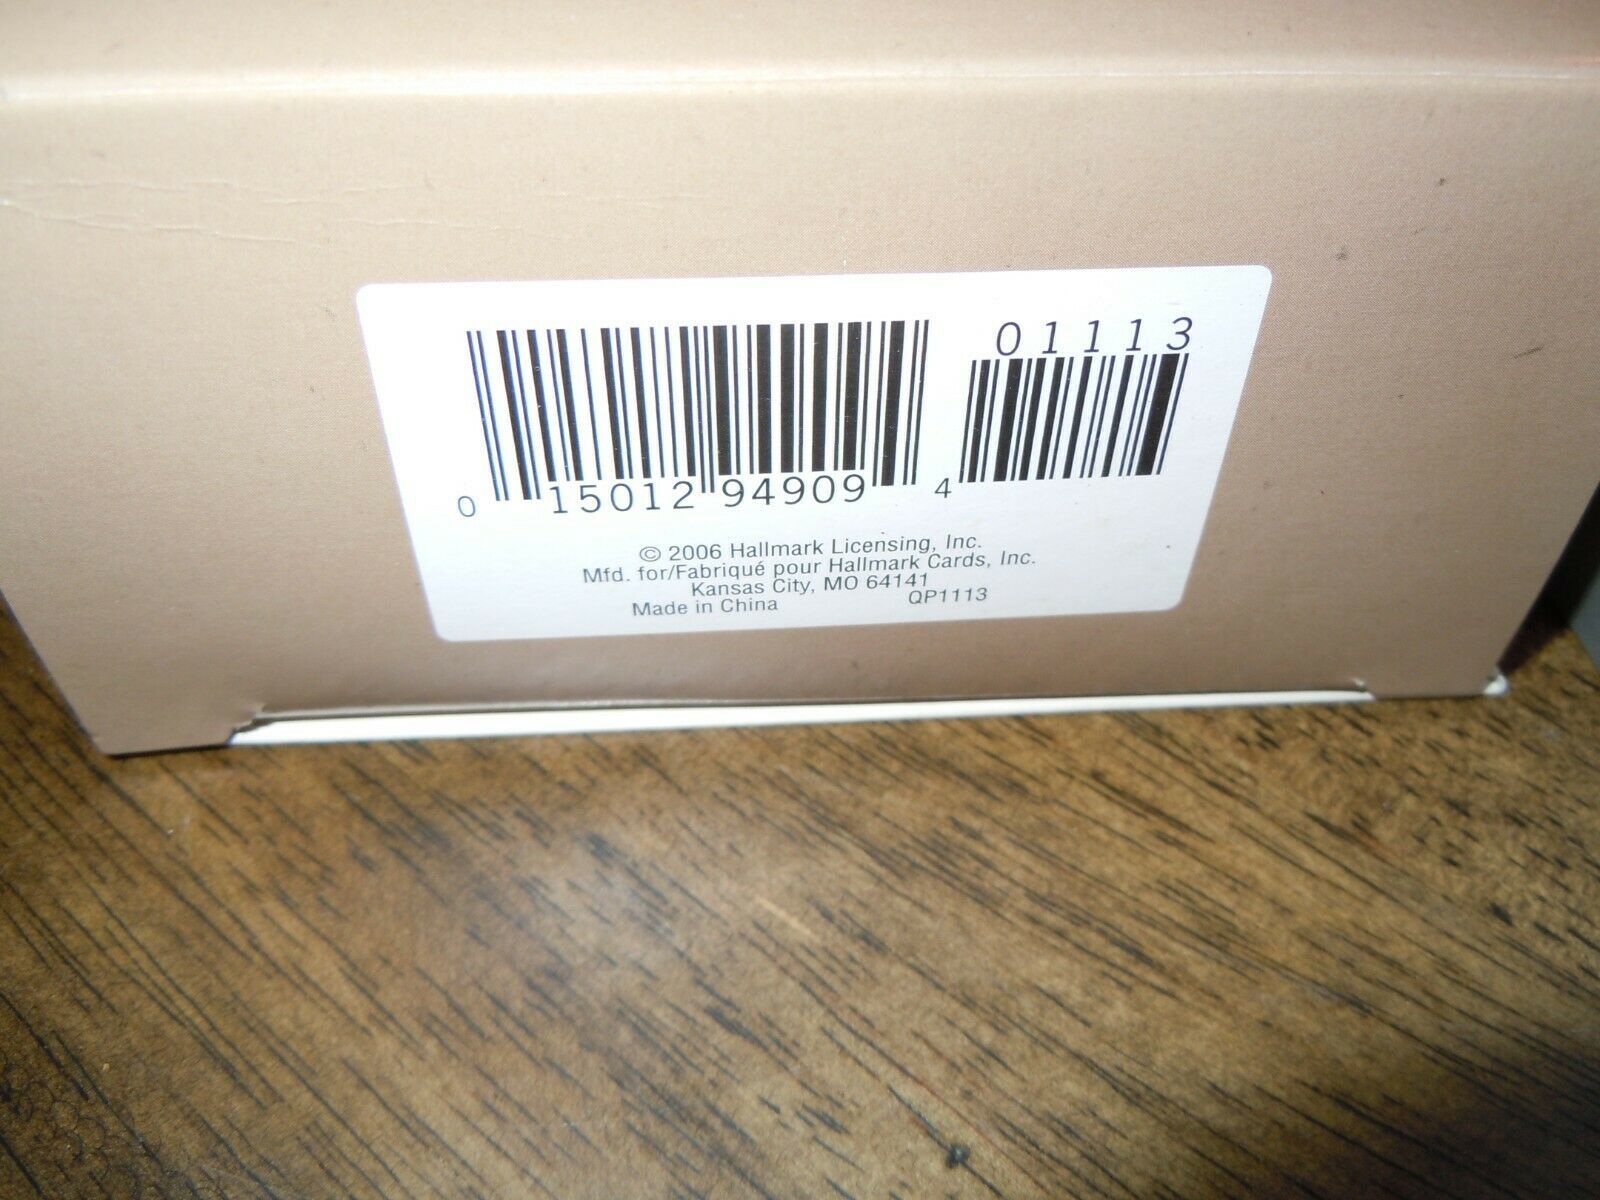 01113
0 15012 94909 4
© 2006 Hallmark Licensing, Inc.
Mfd. for/Fabriqué pour Hallmark Cards, Inc.
Kansas City, MO 64141
Made in China QP1113